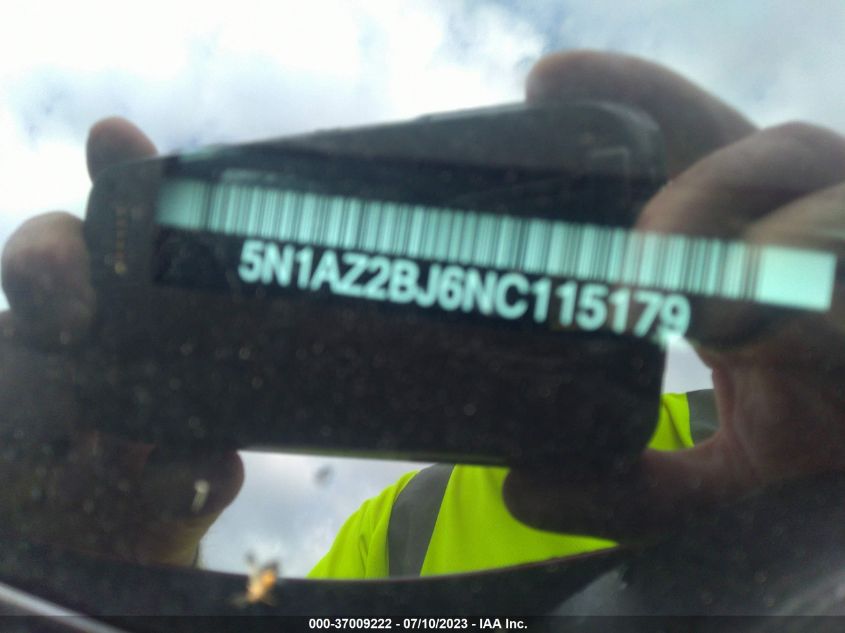 5N1AZ2BJ6NC115179
000-37009222 - 07/10/2023 - IAA Inc.